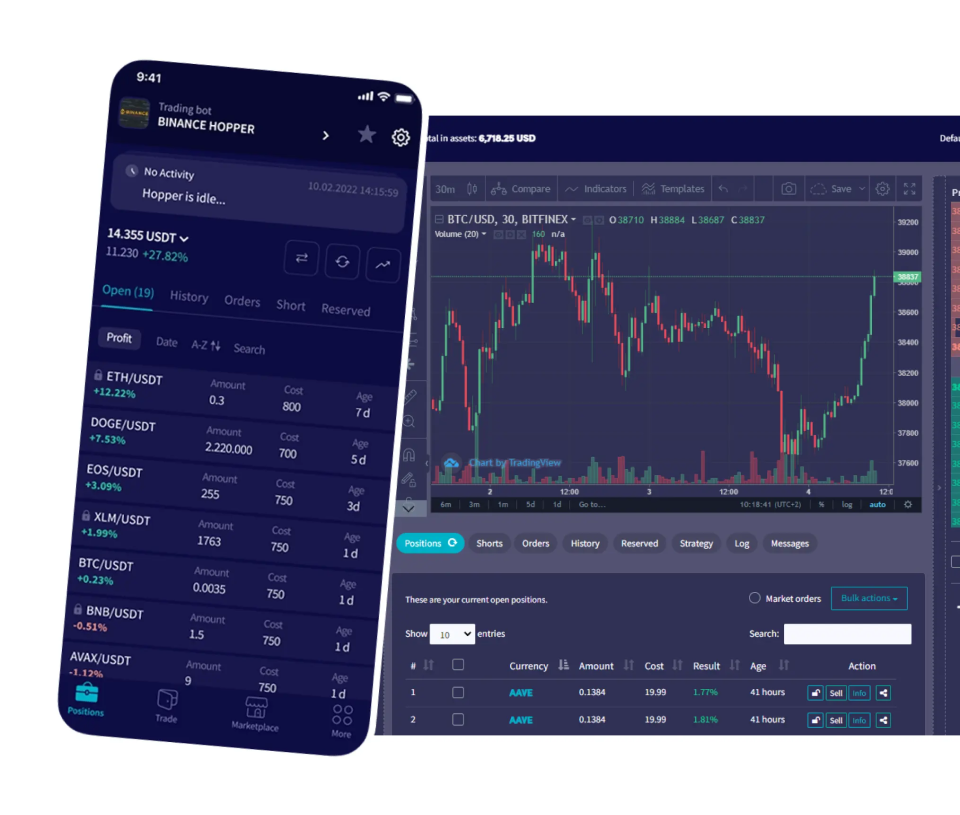 9:41
Trading bot
BINANCE HOPPER
No Activity
10.02.2022 14:15:59
Hopper is idle...
14.355 USDT
11.230 +27.82%
Open (19) History Orders Short Reserved
Profit Date A-Z Search
ETH/USDT Amount Cost Age
+12.22% 0.3 800 7 d
DOGE/USDT Amount Cost Age
+7.53% 2.220.000 700 5 d
EOS/USDT Amount Cost Age
+3.09% 255 750 3d
XLM/USDT Amount Cost Age
+1.99% 1763 750 1 d
BTC/USDT Amount Cost Age
+0.23% 0.0035 750 1 d
BNB/USDT Amount Cost Age
-0.51% 1.5 750 1 d
AVAX/USDT Amount Cost Age
-1.12% 9 750 1 d
Positions Trade Marketplace More
tal in assets: 6,718.25 USD
30m Compare Indicators Templates Save
BTC/USD, 30, BITFINEX O 38710 H 38884 L 38687 C 38837
Volume (20) 160 n/a
39200
39000
38837
38800
38600
38400
38200
38000
37800
37600
Chart by TradingView
2 12:00 3 12:00 4
6m 3m 1m 5d 1d Go to... 10:18:41 (UTC+2) % log auto
Positions Shorts Orders History Reserved Strategy Log Messages
These are your current open positions. Market orders Bulk actions
Show 10 entries Search:
# Currency Amount Cost Result Age Action
1 AAVE 0.1384 19.99 1.77% 41 hours Sell Info
2 AAVE 0.1384 19.99 1.81% 41 hours Sell Info